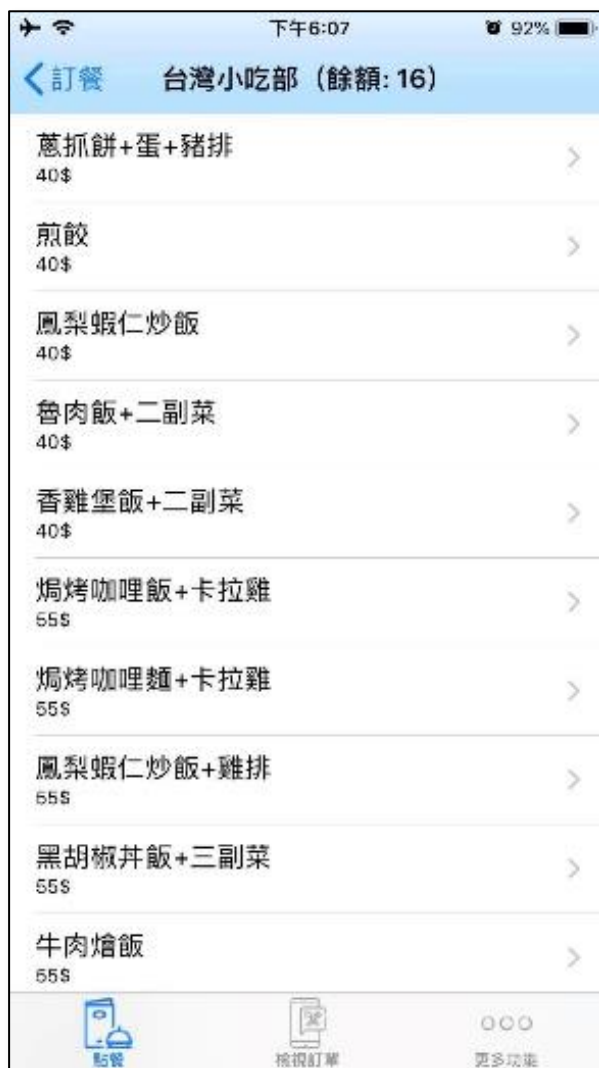 下午6:07
92%
訂餐
台灣小吃部（餘額: 16）
蔥抓餅+蛋+豬排
40$
煎餃
40$
鳳梨蝦仁炒飯
40$
魯肉飯+二副菜
40$
香雞堡飯+二副菜
40$
焗烤咖哩飯+卡拉雞
55$
焗烤咖哩麵+卡拉雞
55$
鳳梨蝦仁炒飯+雞排
55$
黑胡椒丼飯+三副菜
55$
牛肉燴飯
55$
點餐
檢視訂單
更多功能